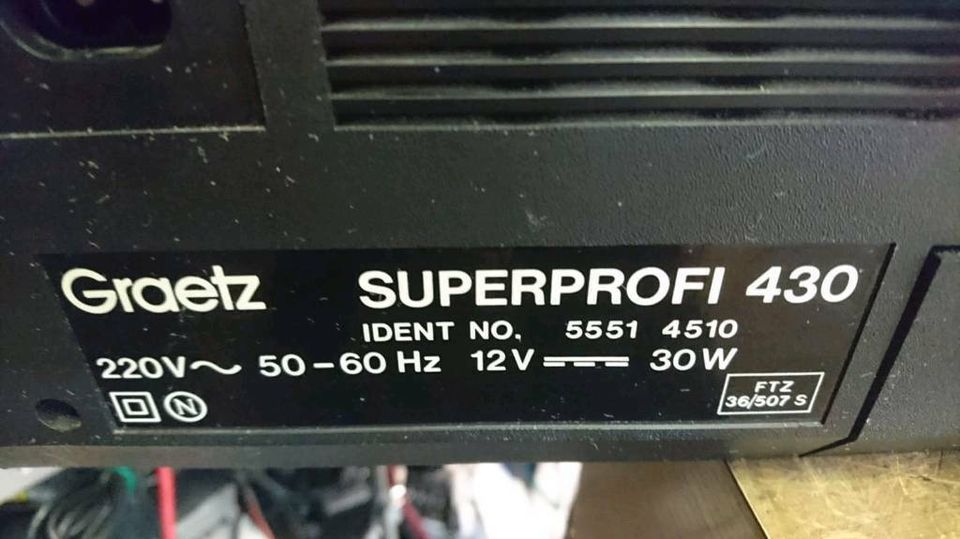 Graetz SUPERPROFI 430
IDENT NO. 5551 4510
220V~ 50-60 Hz 12V ⎓ 30W
N
FTZ
36/507 S